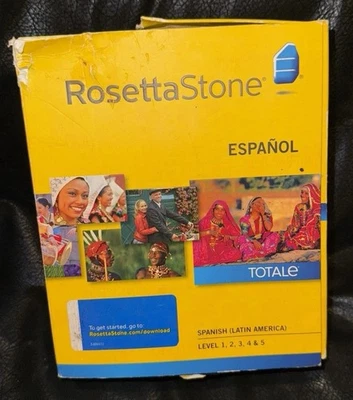 RosettaStone®
ESPAÑOL
TOTALe
To get started, go to
RosettaStone.com/download
SPANISH (LATIN AMERICA)
LEVEL 1, 2, 3, 4 & 5